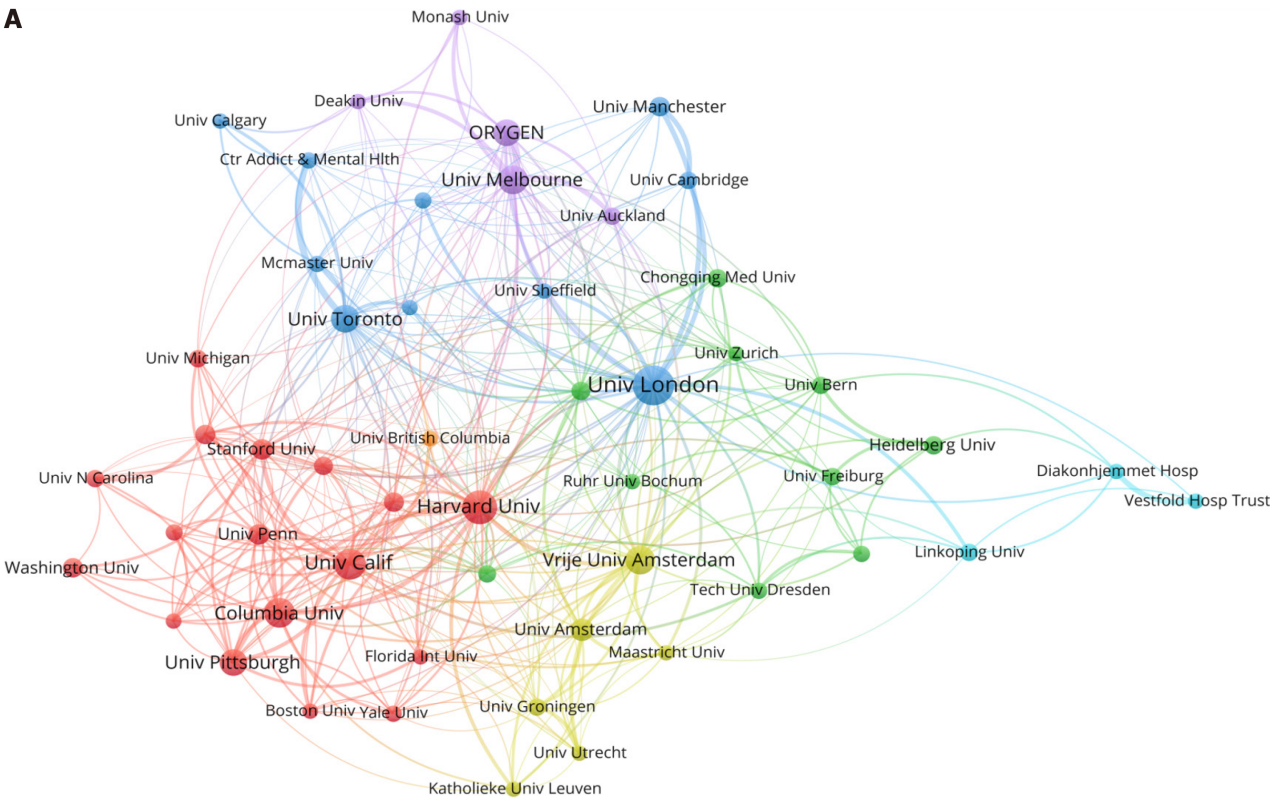 A
Monash Univ
Deakin Univ
Univ Manchester
Univ Calgary
ORYGEN
Ctr Addict & Mental Hlth
Univ Melbourne
Univ Cambridge
Univ Auckland
Mcmaster Univ
Chongqing Med Univ
Univ Sheffield
Univ Toronto
Univ Michigan
Univ Zurich
Univ London
Univ Bern
Univ British Columbia
Stanford Univ
Heidelberg Univ
Univ N Carolina
Ruhr Univ Bochum
Univ Freiburg
Diakonhjemmet Hosp
Vestfold Hosp Trust
Harvard Univ
Univ Penn
Linkoping Univ
Washington Univ
Univ Calif
Vrije Univ Amsterdam
Tech Univ Dresden
Columbia Univ
Univ Amsterdam
Maastricht Univ
Univ Pittsburgh
Florida Int Univ
Boston Univ
Yale Univ
Univ Groningen
Univ Utrecht
Katholieke Univ Leuven